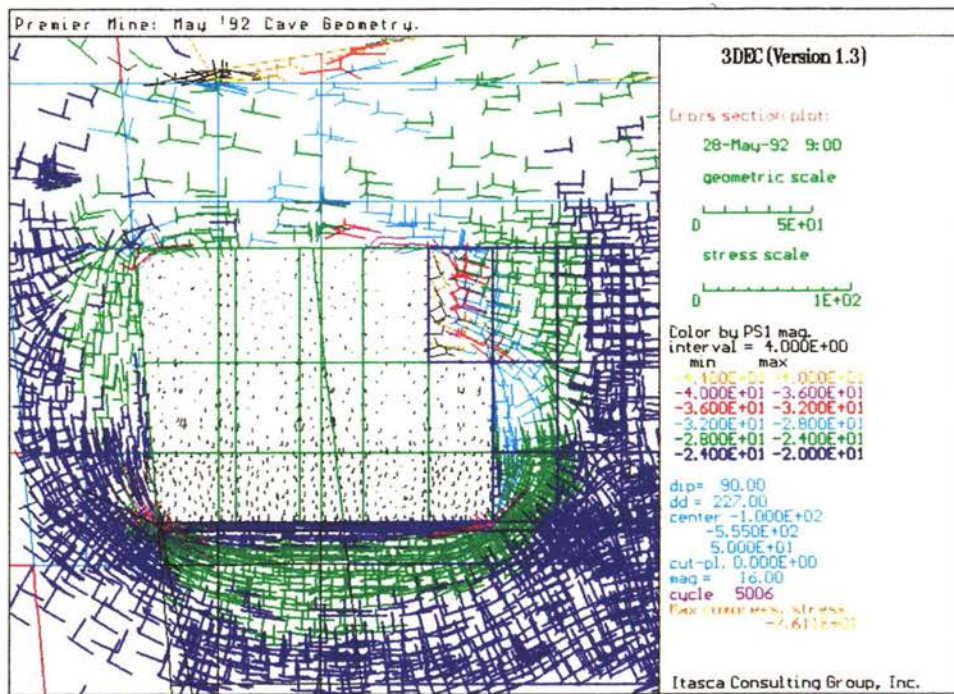 Premier Mine: May '92 Cave Geometry.
3DEC (Version 1.3)
Cross section plot:
28-May-92 9:00
geometric scale
0 5E+01
stress scale
0 1E+02
Color by PS1 mag.
interval = 4.000E+00
min max
-4.400E+01 -4.000E+01
-4.000E+01 -3.600E+01
-3.600E+01 -3.200E+01
-3.200E+01 -2.800E+01
-2.800E+01 -2.400E+01
-2.400E+01 -2.000E+01
dip= 90.00
dd = 227.00
center -1.000E+02
-5.550E+02
5.000E+01
cut-pl. 0.000E+00
mag = 16.00
cycle 5006
Max compress. stress
-7.611E+01
Itasca Consulting Group, Inc.